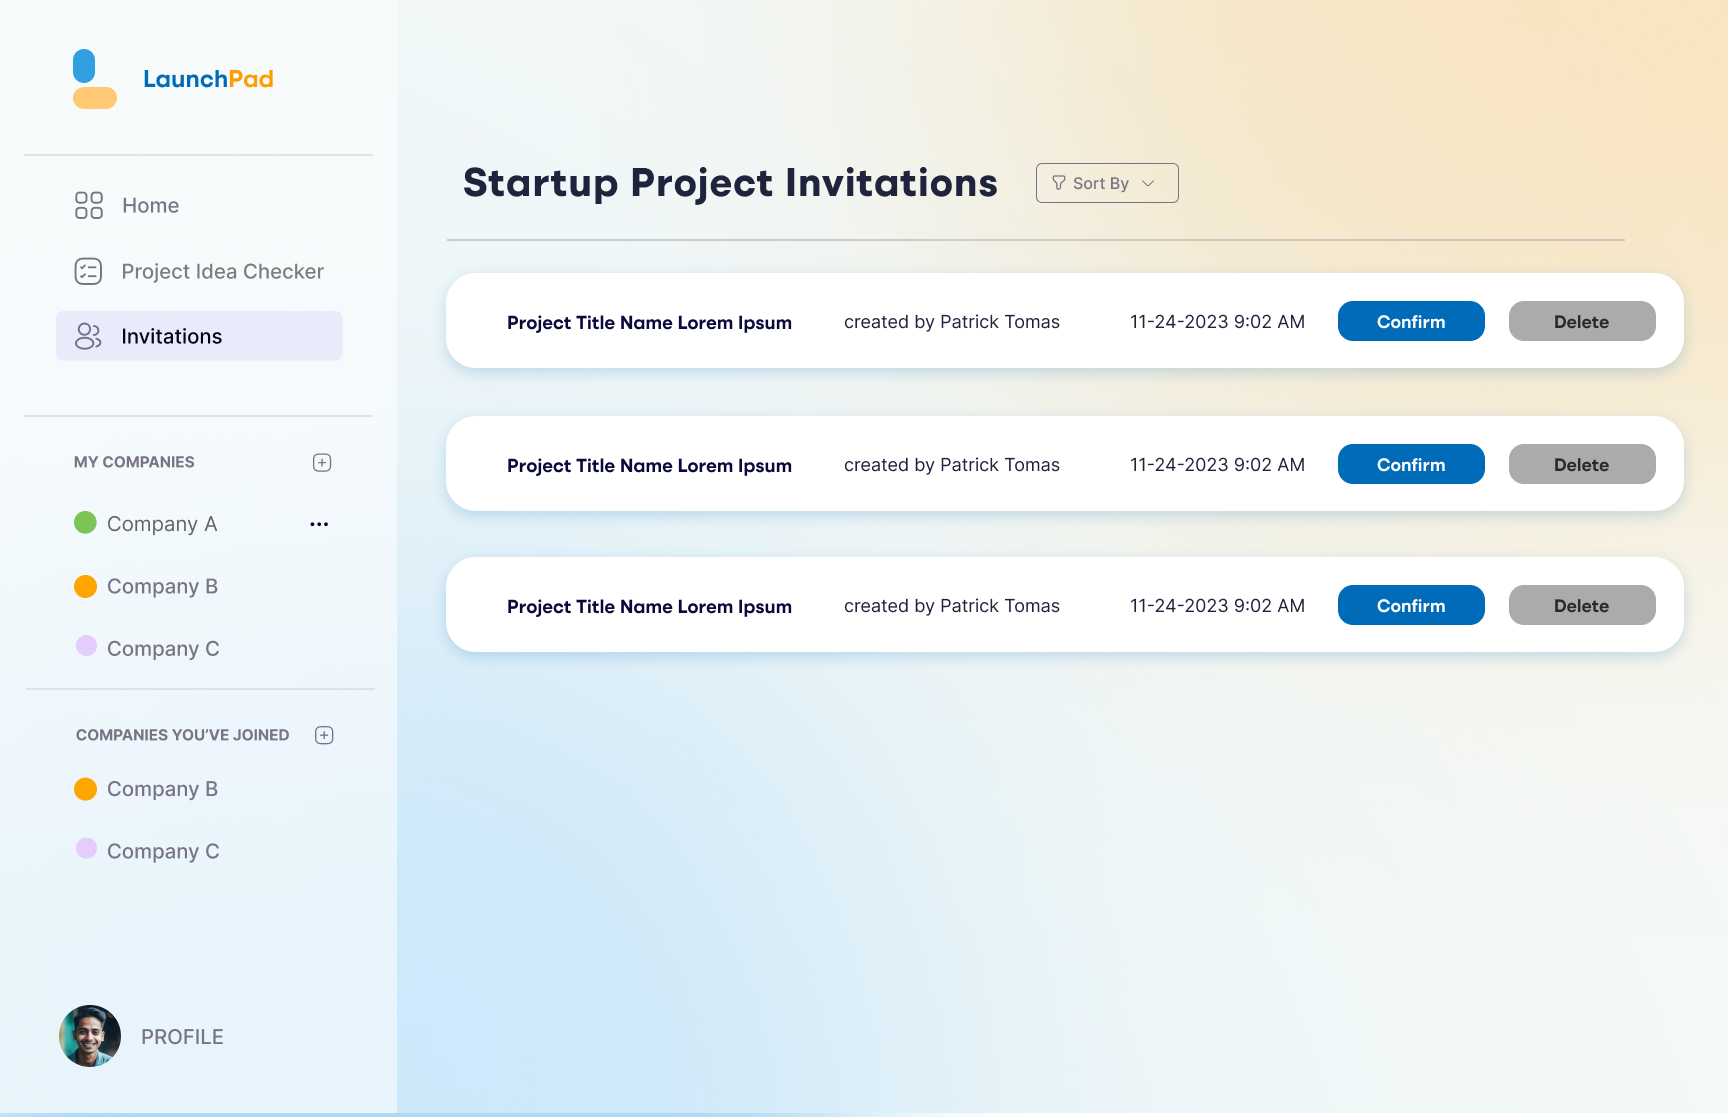 LaunchPad
Home
Project Idea Checker
Invitations
MY COMPANIES
Company A
Company B
Company C
COMPANIES YOU’VE JOINED
Company B
Company C
PROFILE
Startup Project Invitations
Sort By
Project Title Name Lorem Ipsum created by Patrick Tomas 11-24-2023 9:02 AM Confirm Delete
Project Title Name Lorem Ipsum created by Patrick Tomas 11-24-2023 9:02 AM Confirm Delete
Project Title Name Lorem Ipsum created by Patrick Tomas 11-24-2023 9:02 AM Confirm Delete